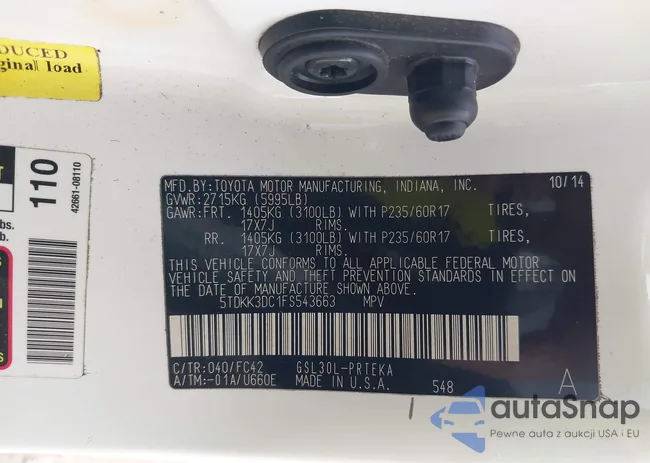 DUCED
ginall load
110
42661-08110
T
bs.
b.
MFD.BY: TOYOTA MOTOR MANUFACTURING, INDIANA, INC. 10/14
GVWR: 2715KG (5995LB)
GAWR: FRT. 1405KG (3100LB) WITH P235/60R17 TIRES,
17X7J RIMS.
RR. 1405KG (3100LB) WITH P235/60R17 TIRES,
17X7J RIMS.
THIS VEHICLE CONFORMS TO ALL APPLICABLE FEDERAL MOTOR
VEHICLE SAFETY AND THEFT PREVENTION STANDARDS IN EFFECT ON
THE DATE OF MANUFACTURE SHOWN ABOVE.
5TDKK3DC1FS543663 MPV
C/TR: 040/FC42 GSL30L-PRTEKA
A/TM:-01A/U660E MADE IN U.S.A. 548 A
autaSnap
Pewne auta z aukcji USA i EU